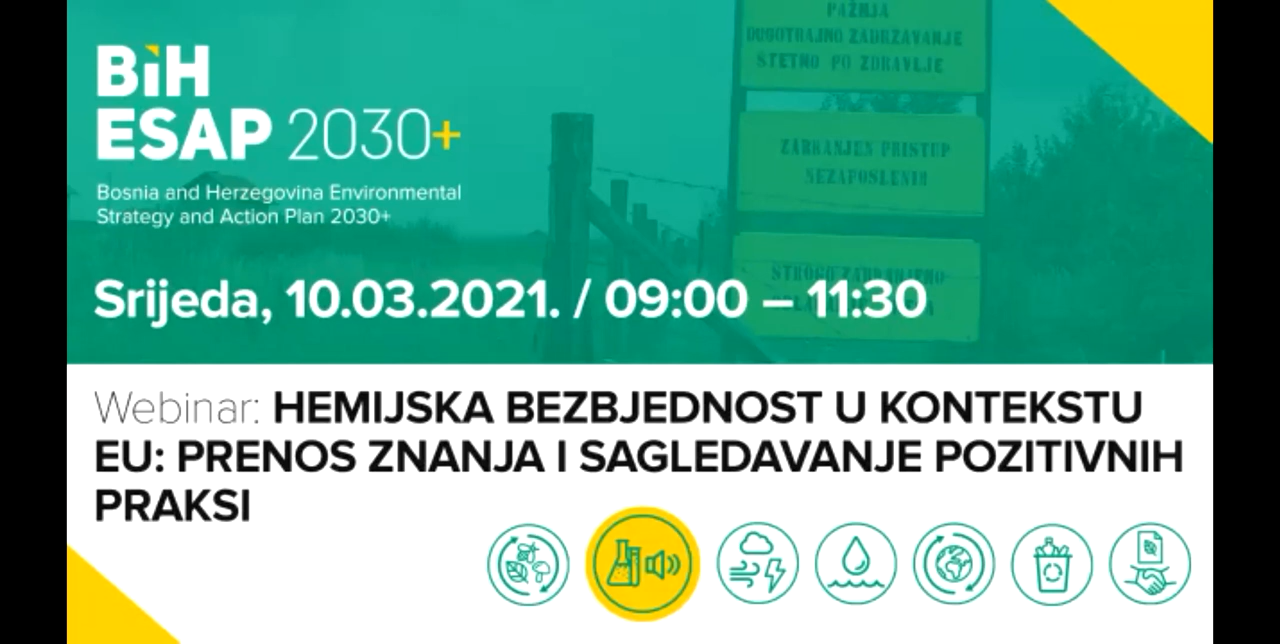 BiH
ESAP 2030+
Bosnia and Herzegovina Environmental
Strategy and Action Plan 2030+
PAŽNJA
DUGOTRAJNO ZADRŽAVANJE
ŠTETNO PO ZDRAVLJE
ZABRANJEN PRISTUP
NEZAPOSLENIM
STROGO ZABRANJENO
Srijeda, 10.03.2021. / 09:00 – 11:30
Webinar: HEMIJSKA BEZBJEDNOST U KONTEKSTU
EU: PRENOS ZNANJA I SAGLEDAVANJE POZITIVNIH
PRAKSI